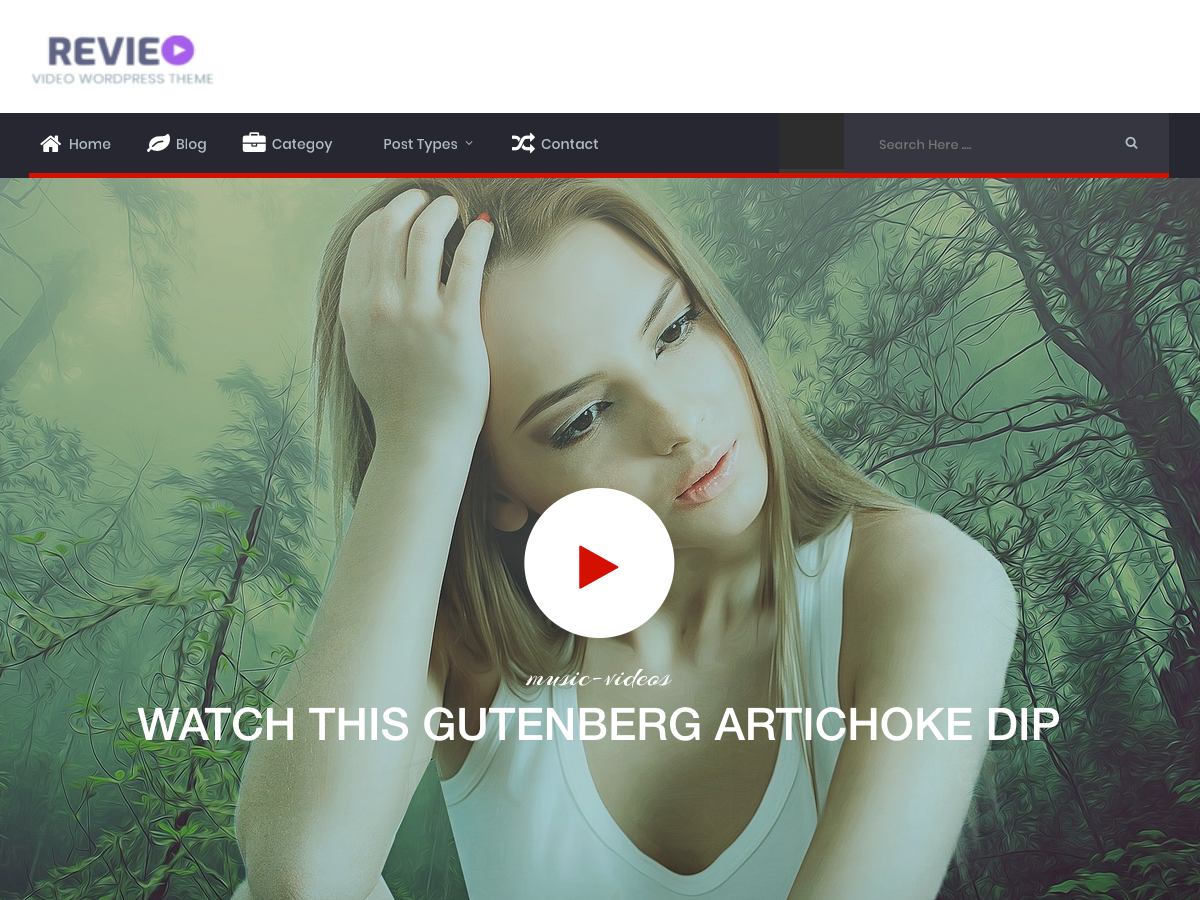 REVIEO
VIDEO WORDPRESS THEME
Home
Blog
Categoy
Post Types
Contact
Search Here ....
music-videos
WATCH THIS GUTENBERG ARTICHOKE DIP